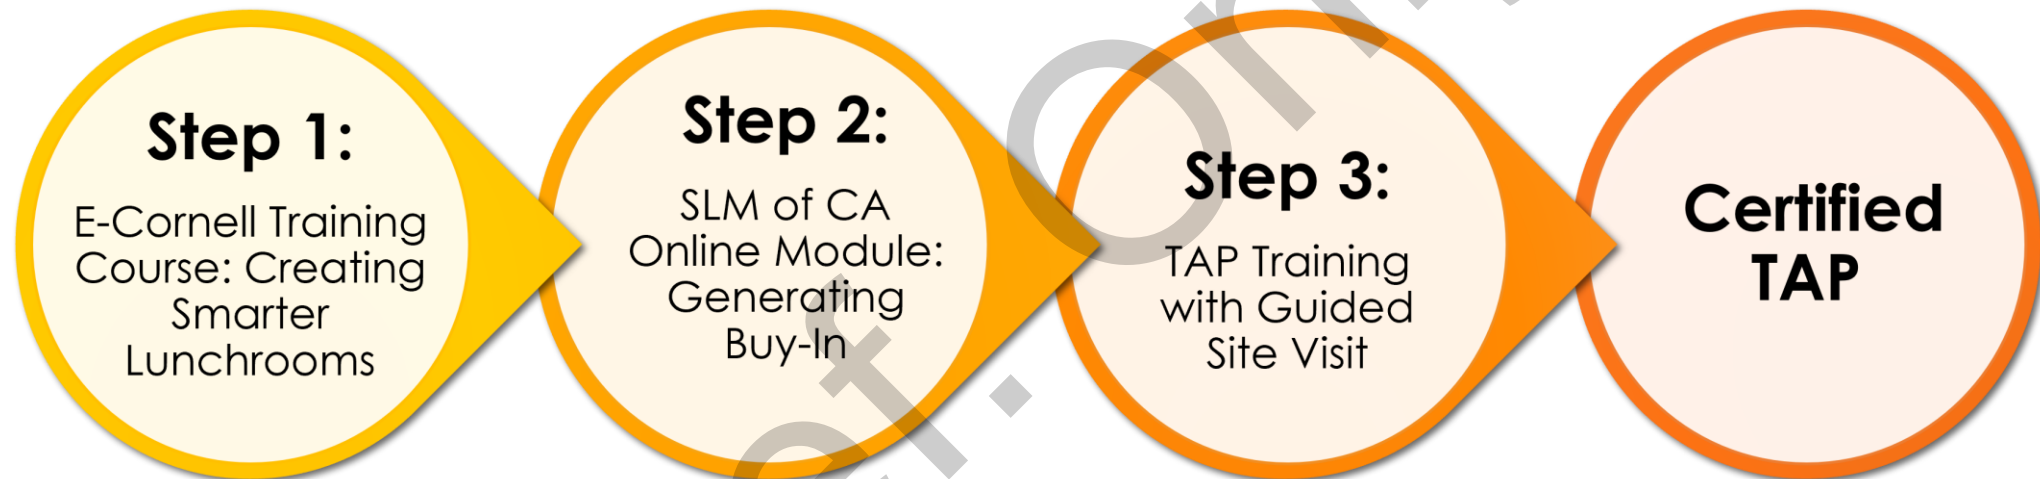 Step 1:
E-Cornell Training
Course: Creating
Smarter
Lunchrooms
Step 2:
SLM of CA
Online Module:
Generating
Buy-In
Step 3:
TAP Training
with Guided
Site Visit
Certified
TAP